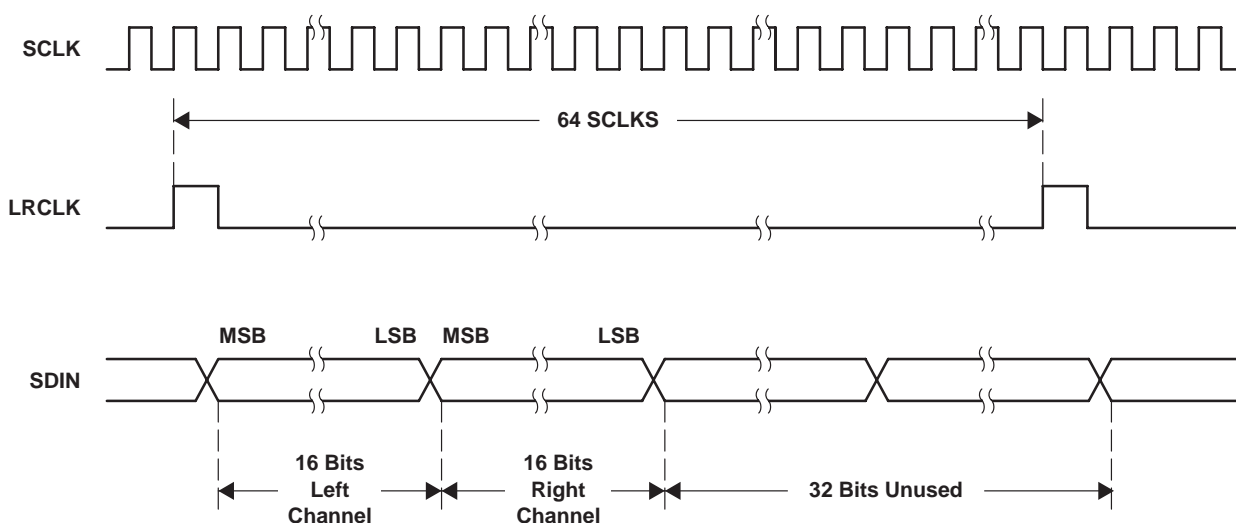 SCLK
64 SCLKS
LRCLK
MSB LSB MSB LSB
SDIN
16 Bits
Left
Channel
16 Bits
Right
Channel
32 Bits Unused